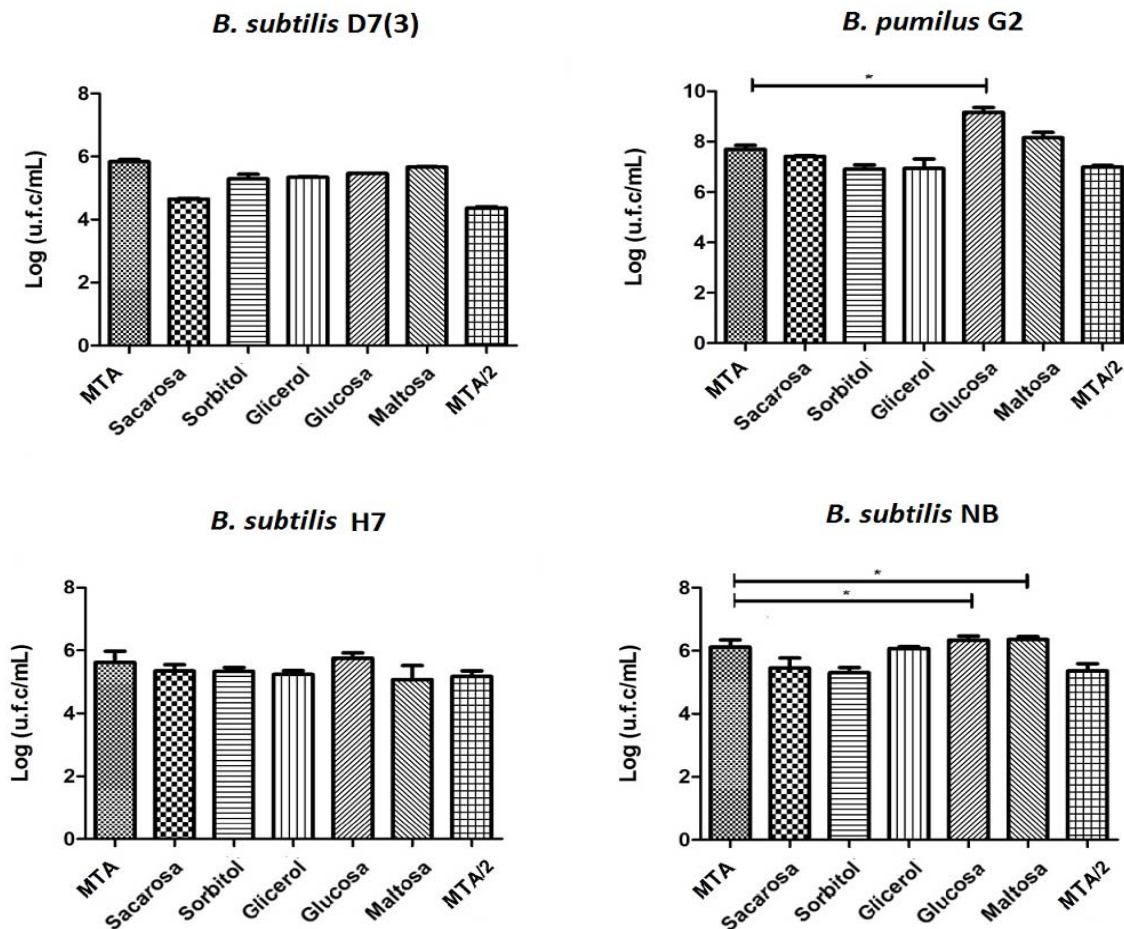 B. subtilis D7(3)
Log (u.f.c/mL)
8
6
4
2
0
MTA
Sacarosa
Sorbitol
Glicerol
Glucosa
Maltosa
MTA/2
B. pumilus G2
Log (u.f.c/mL)
10
8
6
4
2
0
*
MTA
Sacarosa
Sorbitol
Glicerol
Glucosa
Maltosa
MTA/2
B. subtilis H7
Log (u.f.c/mL)
8
6
4
2
0
MTA
Sacarosa
Sorbitol
Glicerol
Glucosa
Maltosa
MTA/2
B. subtilis NB
Log (u.f.c/mL)
8
6
4
2
0
*
*
MTA
Sacarosa
Sorbitol
Glicerol
Glucosa
Maltosa
MTA/2